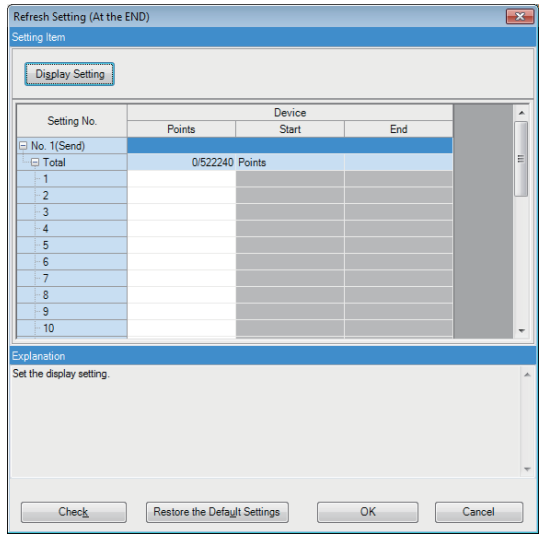 Refresh Setting (At the END)
Setting Item
Display Setting
Setting No.
Device
Points Start End
No. 1(Send)
Total 0/522240 Points
1
2
3
4
5
6
7
8
9
10
Explanation
Set the display setting.
Check Restore the Default Settings OK Cancel